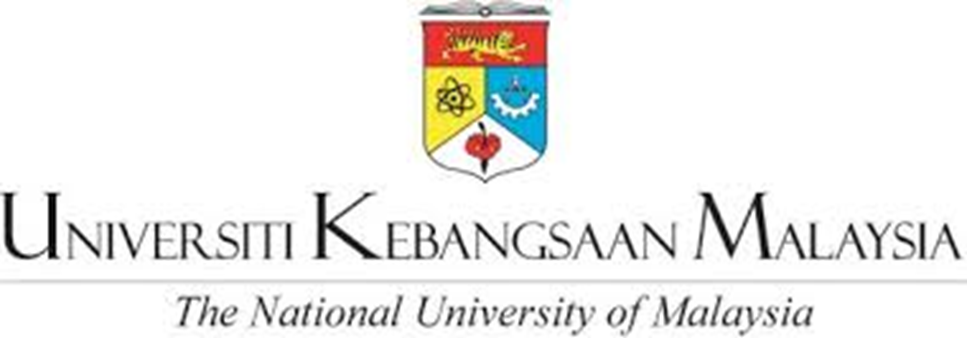 UNIVERSITI KEBANGSAAN MALAYSIA
The National University of Malaysia